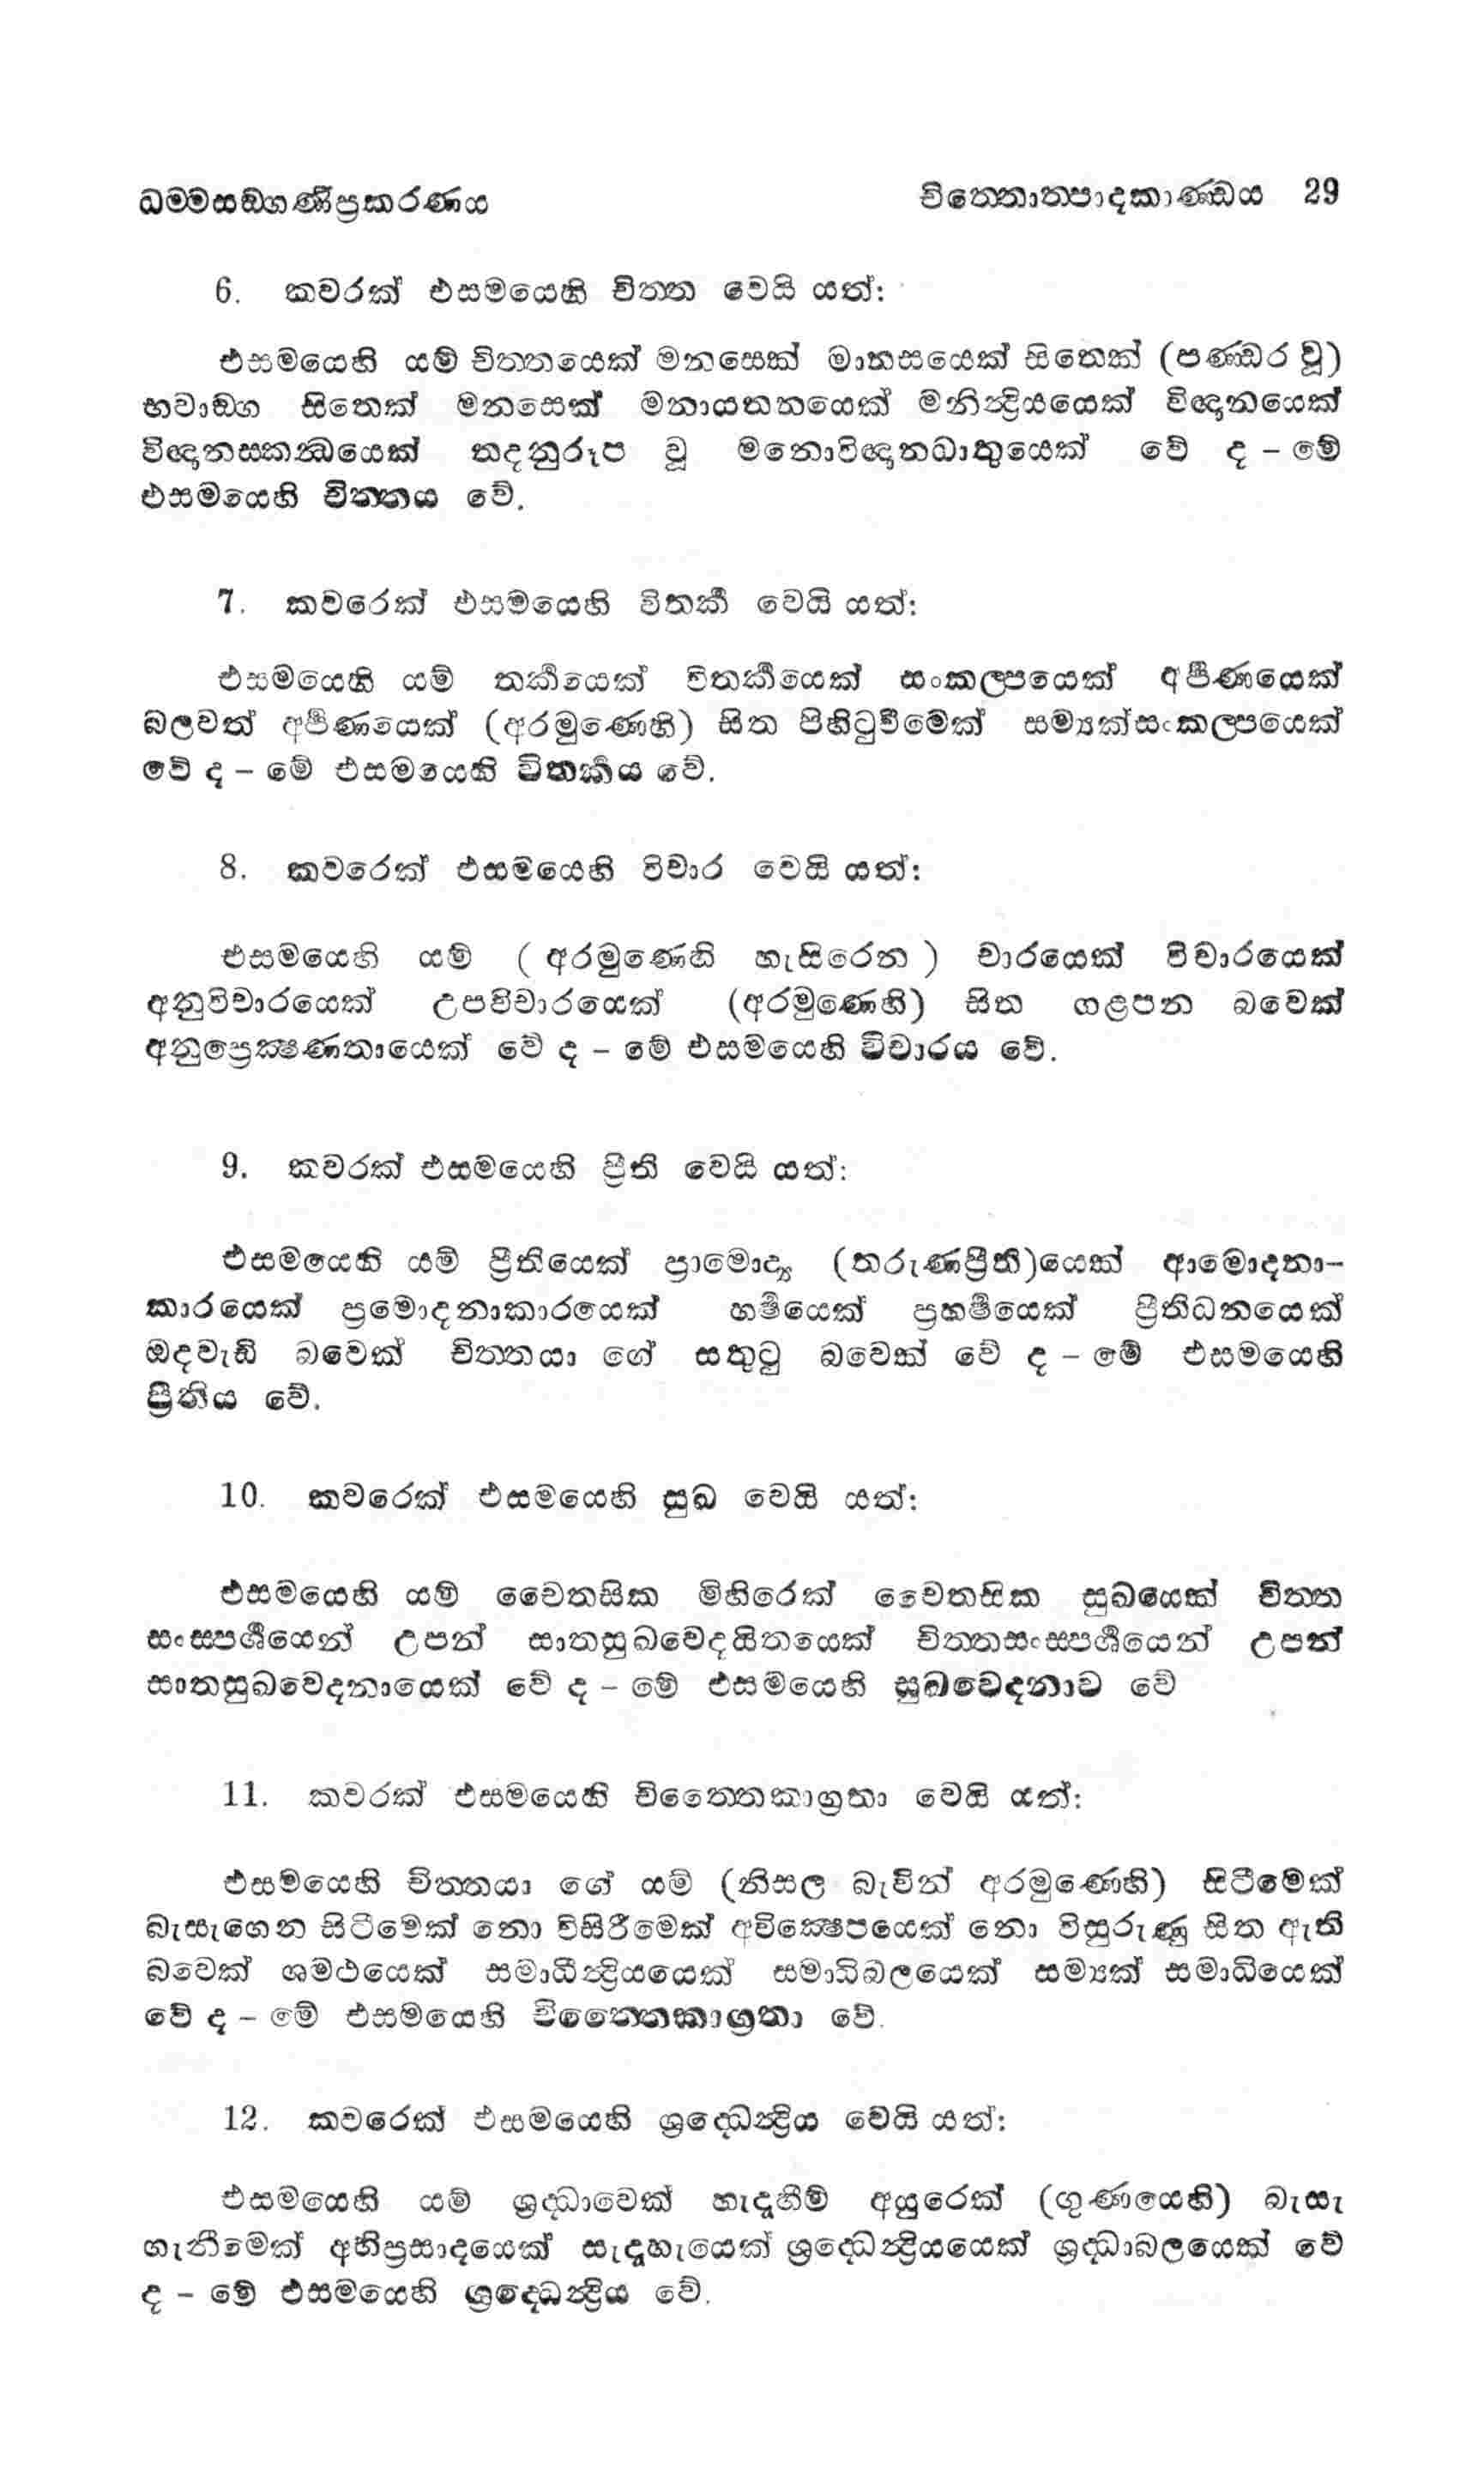 ධම්මසඞ්ගණීප්‍රකරණය
චිත්තොත්පාදකාණ්ඩය 29
6. කවරක් එසමයෙහි චිත්ත වෙයි යත්:
එසමයෙහි යම් චිත්තයෙක් මනසෙක් මානසයෙක් සිතෙක් (පණ්ඩර වූ)
භවාඞ්ග සිතෙක් මනසෙක් මනායතනයෙක් මනින්‍ද්‍රියයෙක් විඥානයෙක්
විඥානස්කන්‍ධයෙක් තදනුරූප වූ මනොවිඥානධාතුයෙක් වේ ද – මේ
එසමයෙහි චිත්තය වේ.
7. කවරෙක් එසමයෙහි විතර්‍ක වෙයි යත්:
එසමයෙහි යම් තර්‍කයෙක් විතර්‍කයෙක් සංකල්පයෙක් අර්‍පණයෙක්
බලවත් අර්‍පණයෙක් (අරමුණෙහි) සිත පිහිටුවීමෙක් සම්‍යක්සංකල්පයෙක්
වේ ද – මේ එසමයෙහි විතර්‍කය වේ.
8. කවරෙක් එසමයෙහි විචාර වෙයි යත්:
එසමයෙහි යම් ( අරමුණෙහි හැසිරෙන ) චාරයෙක් විචාරයෙක්
අනුවිචාරයෙක් උපවිචාරයෙක් (අරමුණෙහි) සිත ගළපන බවෙක්
අනුප්‍රෙක්‍ෂණතායෙක් වේ ද – මේ එසමයෙහි විචාරය වේ.
9. කවරක් එසමයෙහි ප්‍රීති වෙයි යත්:
එසමයෙහි යම් ප්‍රීතියෙක් ප්‍රාමොද්‍ය (තරුණප්‍රීති)යෙක් ආමොදනා-
කාරයෙක් ප්‍රමොදනාකාරයෙක් හර්‍ෂයෙක් ප්‍රහර්‍ෂයෙක් ප්‍රීතිධනයෙක්
ඔදවැඩි බවෙක් චිත්තයා ගේ සතුටු බවෙක් වේ ද – මේ එසමයෙහි
ප්‍රීතිය වේ.
10. කවරෙක් එසමයෙහි සුඛ වෙයි යත්:
එසමයෙහි යම් චෛතසික මිහිරෙක් චෛතසික සුඛයෙක් චිත්ත
සංස්පර්‍ශයෙන් උපන් සාතසුඛවෙදයිතයෙක් චිත්තසංස්පර්‍ශයෙන් උපන්
සාතසුඛවෙදනායෙක් වේ ද – මේ එසමයෙහි සුඛවෙදනාව වේ
11. කවරක් එසමයෙහි චිත්තෛකාග්‍රතා වෙයි යත්:
එසමයෙහි චිත්තයා ගේ යම් (නිසල බැවින් අරමුණෙහි) සිටීමෙක්
බැසැගෙන සිටීමෙක් නො විසිරීමෙක් අවික්‍ෂෙපයෙක් නො විසුරුණු සිත ඇති
බවෙක් ශමථයෙක් සමාධීන්‍ද්‍රියයෙක් සමාධිබලයෙක් සම්‍යක් සමාධියෙක්
වේ ද – මේ එසමයෙහි චිත්තෛකාග්‍රතා වේ.
12. කවරෙක් එසමයෙහි ශ්‍රද්ධෙන්‍ද්‍රිය වෙයි යත්:
එසමයෙහි යම් ශ්‍රද්ධාවෙක් හැදැහීම් අයුරෙක් (ගුණයෙහි) බැසැ
ගැනීමෙක් අභිප්‍රසාදයෙක් සැදැහැයෙක් ශ්‍රද්ධෙන්‍ද්‍රියයෙක් ශ්‍රද්ධාබලයෙක් වේ
ද – මේ එසමයෙහි ශ්‍රද්ධෙන්‍ද්‍රිය වේ.